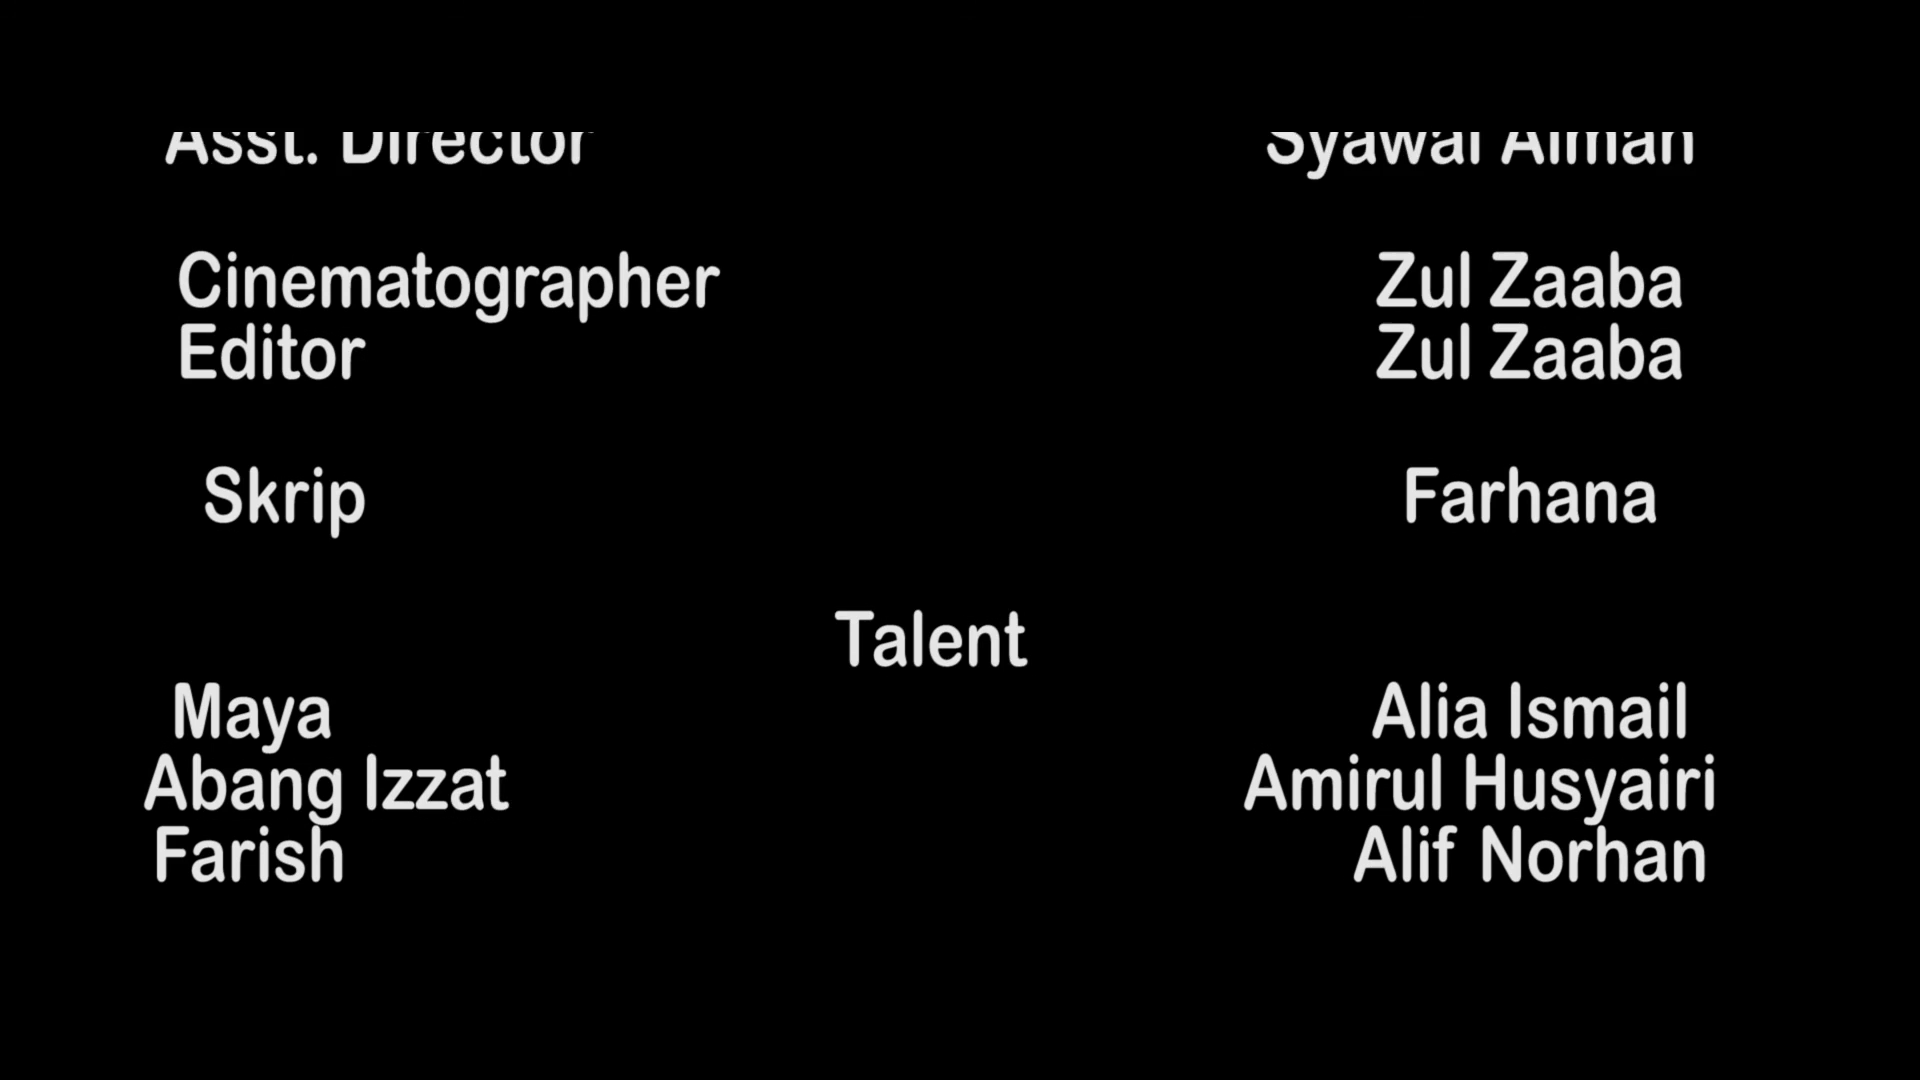 Asst. Director Syawal Aiman
Cinematographer Zul Zaaba
Editor Zul Zaaba
Skrip Farhana
Talent
Maya Alia Ismail
Abang Izzat Amirul Husyairi
Farish Alif Norhan